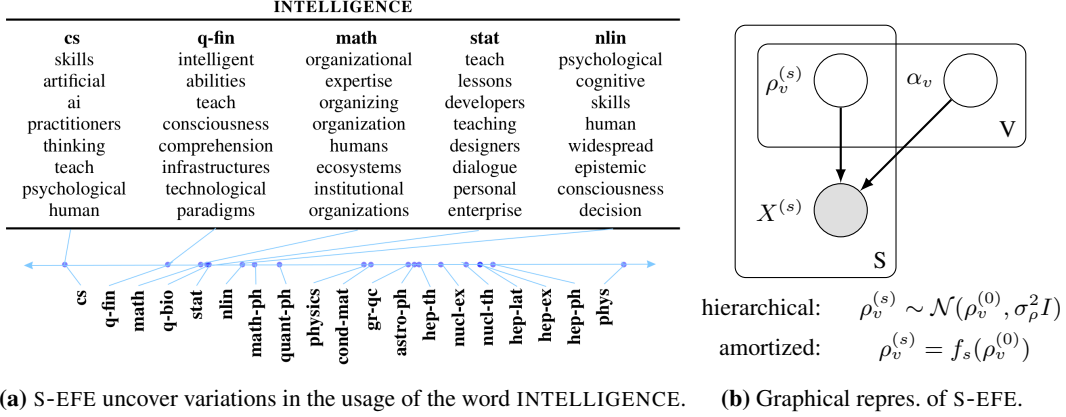 INTELLIGENCE
cs q-fin math stat nlin
skills intelligent organizational teach psychological
artificial abilities expertise lessons cognitive
ai teach organizing developers skills
practitioners consciousness organization teaching human
thinking comprehension humans designers widespread
teach infrastructures ecosystems dialogue epistemic
psychological technological institutional personal consciousness
human paradigms organizations enterprise decision
cs
q-fin
math
q-bio
stat
nlin
math-ph
quant-ph
physics
cond-mat
gr-qc
astro-ph
hep-th
nucl-ex
nucl-th
hep-lat
hep-ex
hep-ph
phys
(a) S-EFE uncover variations in the usage of the word INTELLIGENCE.
ρ_v^{(s)} α_v
V
X^{(s)}
S
hierarchical: ρ_v^{(s)} ∼ 𝒩(ρ_v^{(0)}, σ_ρ^2 I)
amortized: ρ_v^{(s)} = f_s(ρ_v^{(0)})
(b) Graphical repres. of S-EFE.